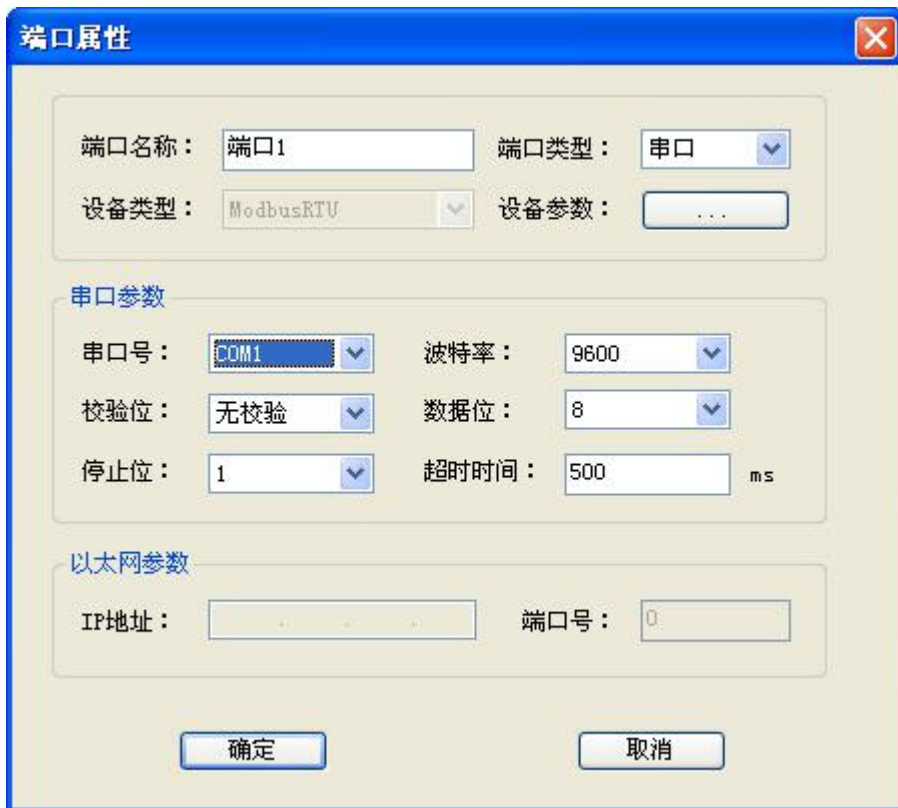 端口属性
端口名称： 端口1 端口类型： 串口
设备类型： ModbusRTU 设备参数： ...
串口参数
串口号： COM1 波特率： 9600
校验位： 无校验 数据位： 8
停止位： 1 超时时间： 500 ms
以太网参数
IP地址： . . . 端口号： 0
确定 取消